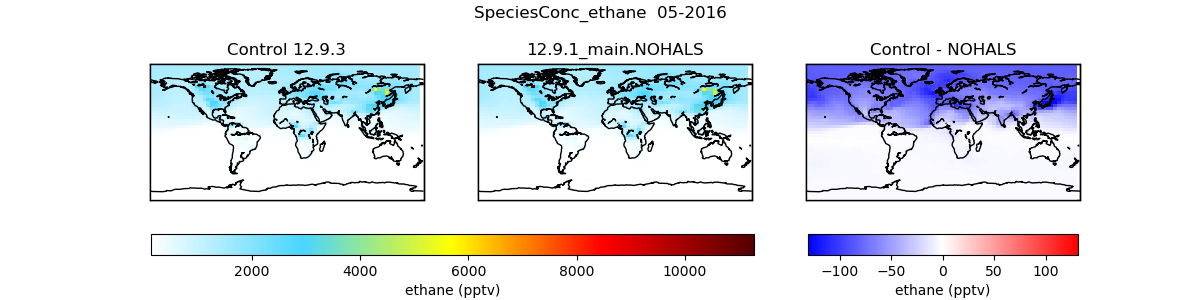 SpeciesConc_ethane  05-2016
Control 12.9.3
12.9.1_main.NOHALS
Control - NOHALS
2000 4000 6000 8000 10000
ethane (pptv)
−100 −50 0 50 100
ethane (pptv)